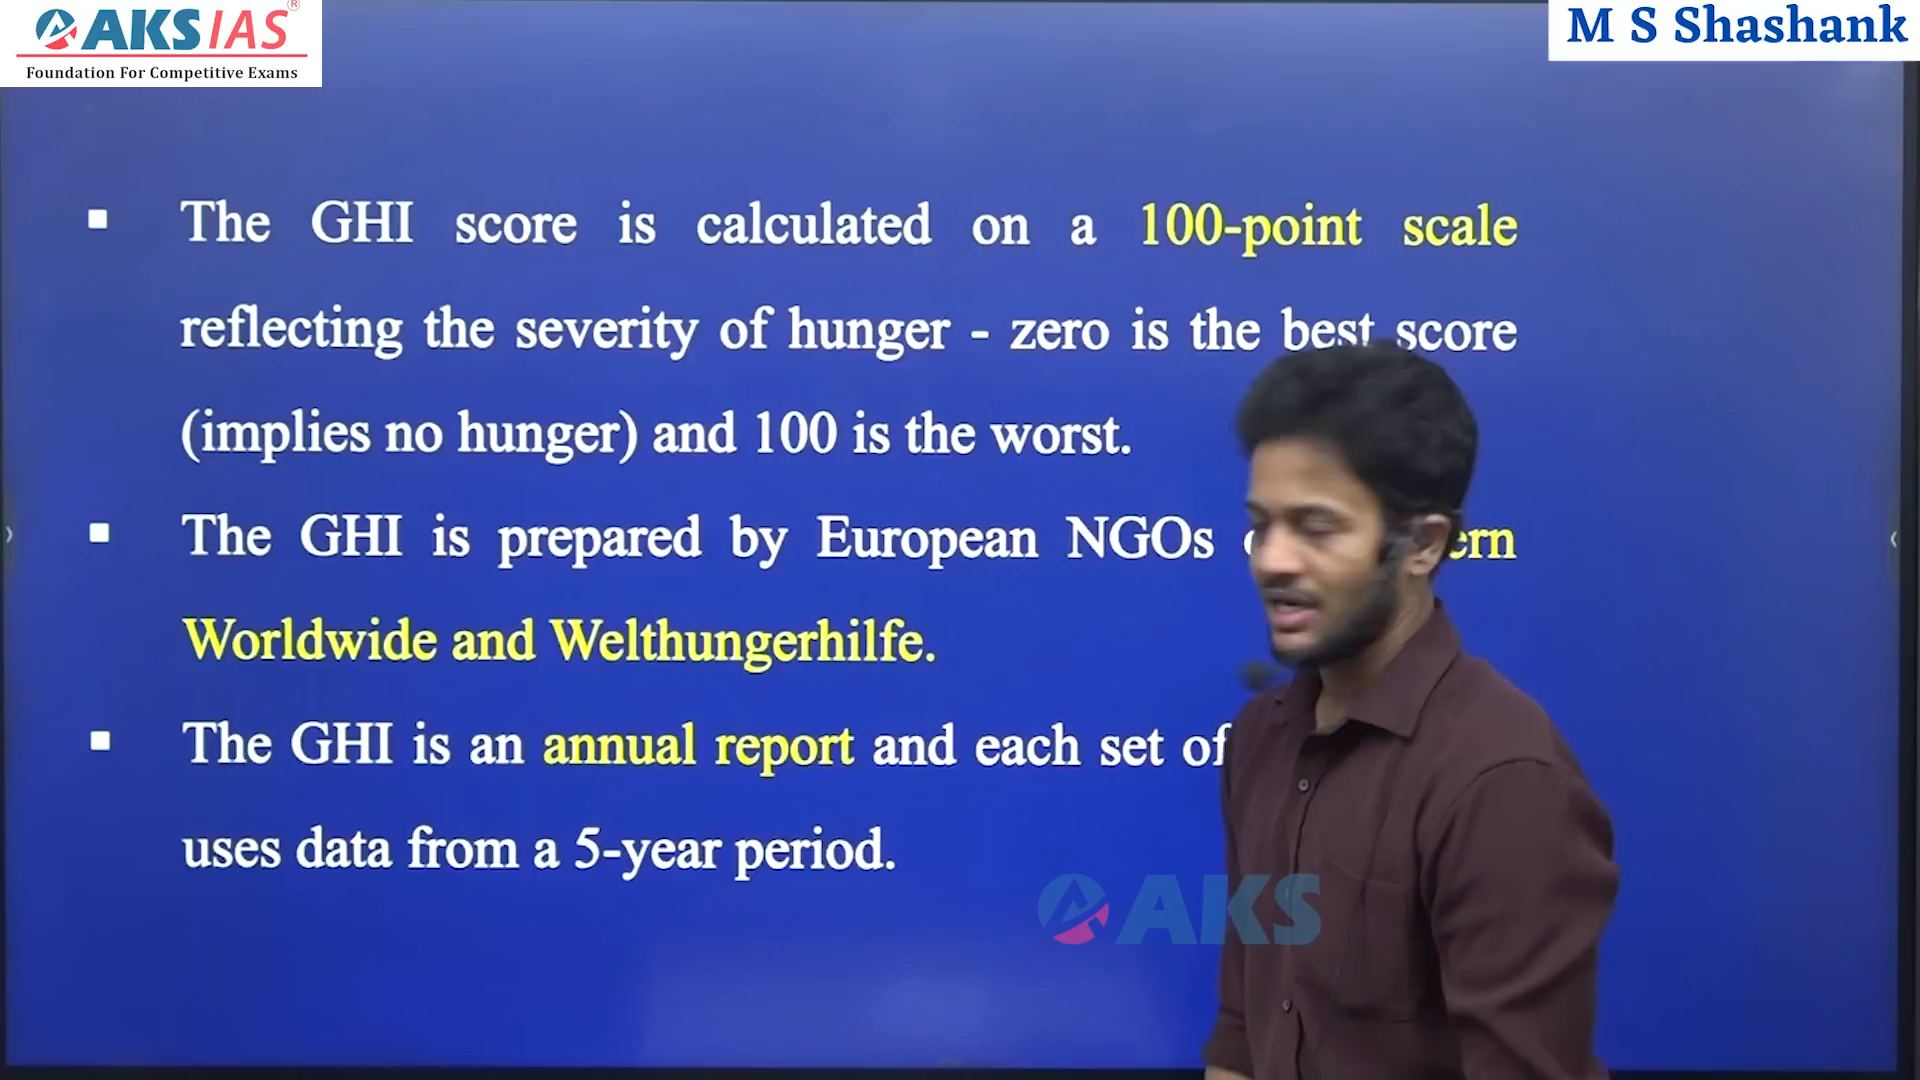 AKS IAS ®
Foundation For Competitive Exams
M S Shashank
▪ The GHI score is calculated on a 100-point scale
reflecting the severity of hunger - zero is the best score
(implies no hunger) and 100 is the worst.
▪ The GHI is prepared by European NGOs
Worldwide and Welthungerhilfe.
▪ The GHI is an annual report and each set of
uses data from a 5-year period.
AKS